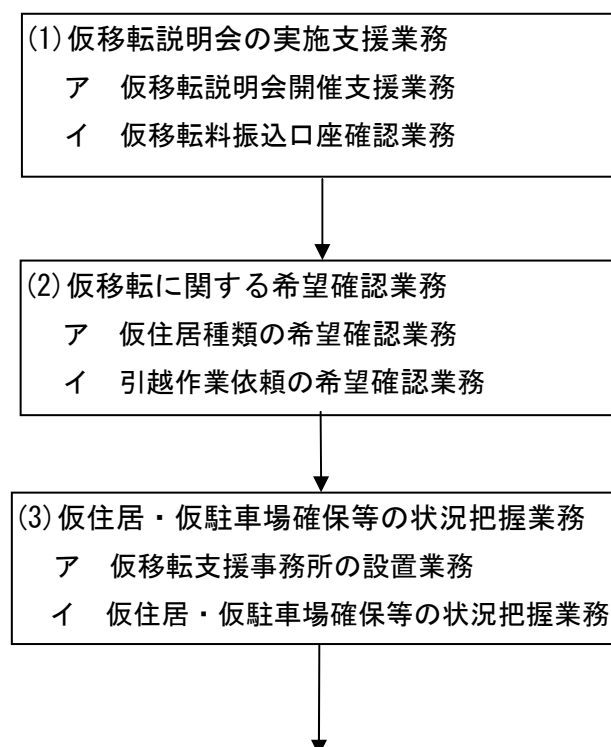 (1)仮移転説明会の実施支援業務
ア　仮移転説明会開催支援業務
イ　仮移転料振込口座確認業務
(2)仮移転に関する希望確認業務
ア　仮住居種類の希望確認業務
イ　引越作業依頼の希望確認業務
(3)仮住居・仮駐車場確保等の状況把握業務
ア　仮移転支援事務所の設置業務
イ　仮住居・仮駐車場確保等の状況把握業務